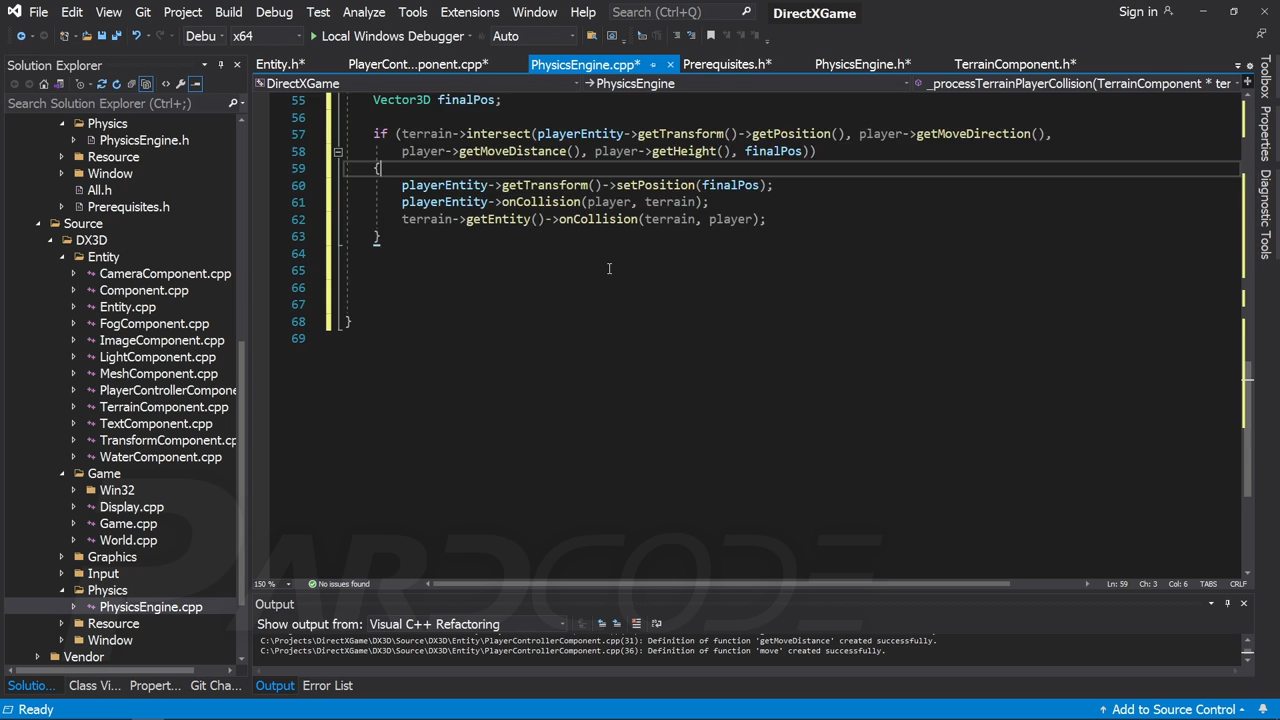 File Edit View Git Project Build Debug Test Analyze Tools Extensions Window Help Search (Ctrl+Q) DirectXGame Sign in
Debu x64 Local Windows Debugger Auto
Solution Explorer
Entity.h* PlayerCont...ponent.cpp* PhysicsEngine.cpp* Prerequisites.h* PhysicsEngine.h* TerrainComponent.h*
DirectXGame PhysicsEngine _processTerrainPlayerCollision(TerrainComponent * ter
Search Solution Explorer (Ctrl+;)
Physics
PhysicsEngine.h
Resource
Window
All.h
Prerequisites.h
Source
DX3D
Entity
CameraComponent.cpp
Component.cpp
Entity.cpp
FogComponent.cpp
ImageComponent.cpp
LightComponent.cpp
MeshComponent.cpp
PlayerControllerCompone
TerrainComponent.cpp
TextComponent.cpp
TransformComponent.cp
WaterComponent.cpp
Game
Win32
Display.cpp
Game.cpp
World.cpp
Graphics
Input
Physics
PhysicsEngine.cpp
Resource
Window
Vendor
55 Vector3D finalPos;
56
57 if (terrain->intersect(playerEntity->getTransform()->getPosition(), player->getMoveDirection(),
58 player->getMoveDistance(), player->getHeight(), finalPos))
59 {
60 playerEntity->getTransform()->setPosition(finalPos);
61 playerEntity->onCollision(player, terrain);
62 terrain->getEntity()->onCollision(terrain, player);
63 }
64
65
66
67
68 }
69
PARDCODE
150 % No issues found Ln: 59 Ch: 3 Col: 6 TABS CRLF
Output
Show output from: Visual C++ Refactoring
C:\Projects\DirectXGame\DX3D\Source\DX3D\Entity\PlayerControllerComponent.cpp(31): Definition of function 'getMoveDistance' created successfully.
C:\Projects\DirectXGame\DX3D\Source\DX3D\Entity\PlayerControllerComponent.cpp(36): Definition of function 'move' created successfully.
Solutio... Class Vi... Propert... Git Cha... Output Error List
Ready Add to Source Control
Toolbox
Properties
Diagnostic Tools